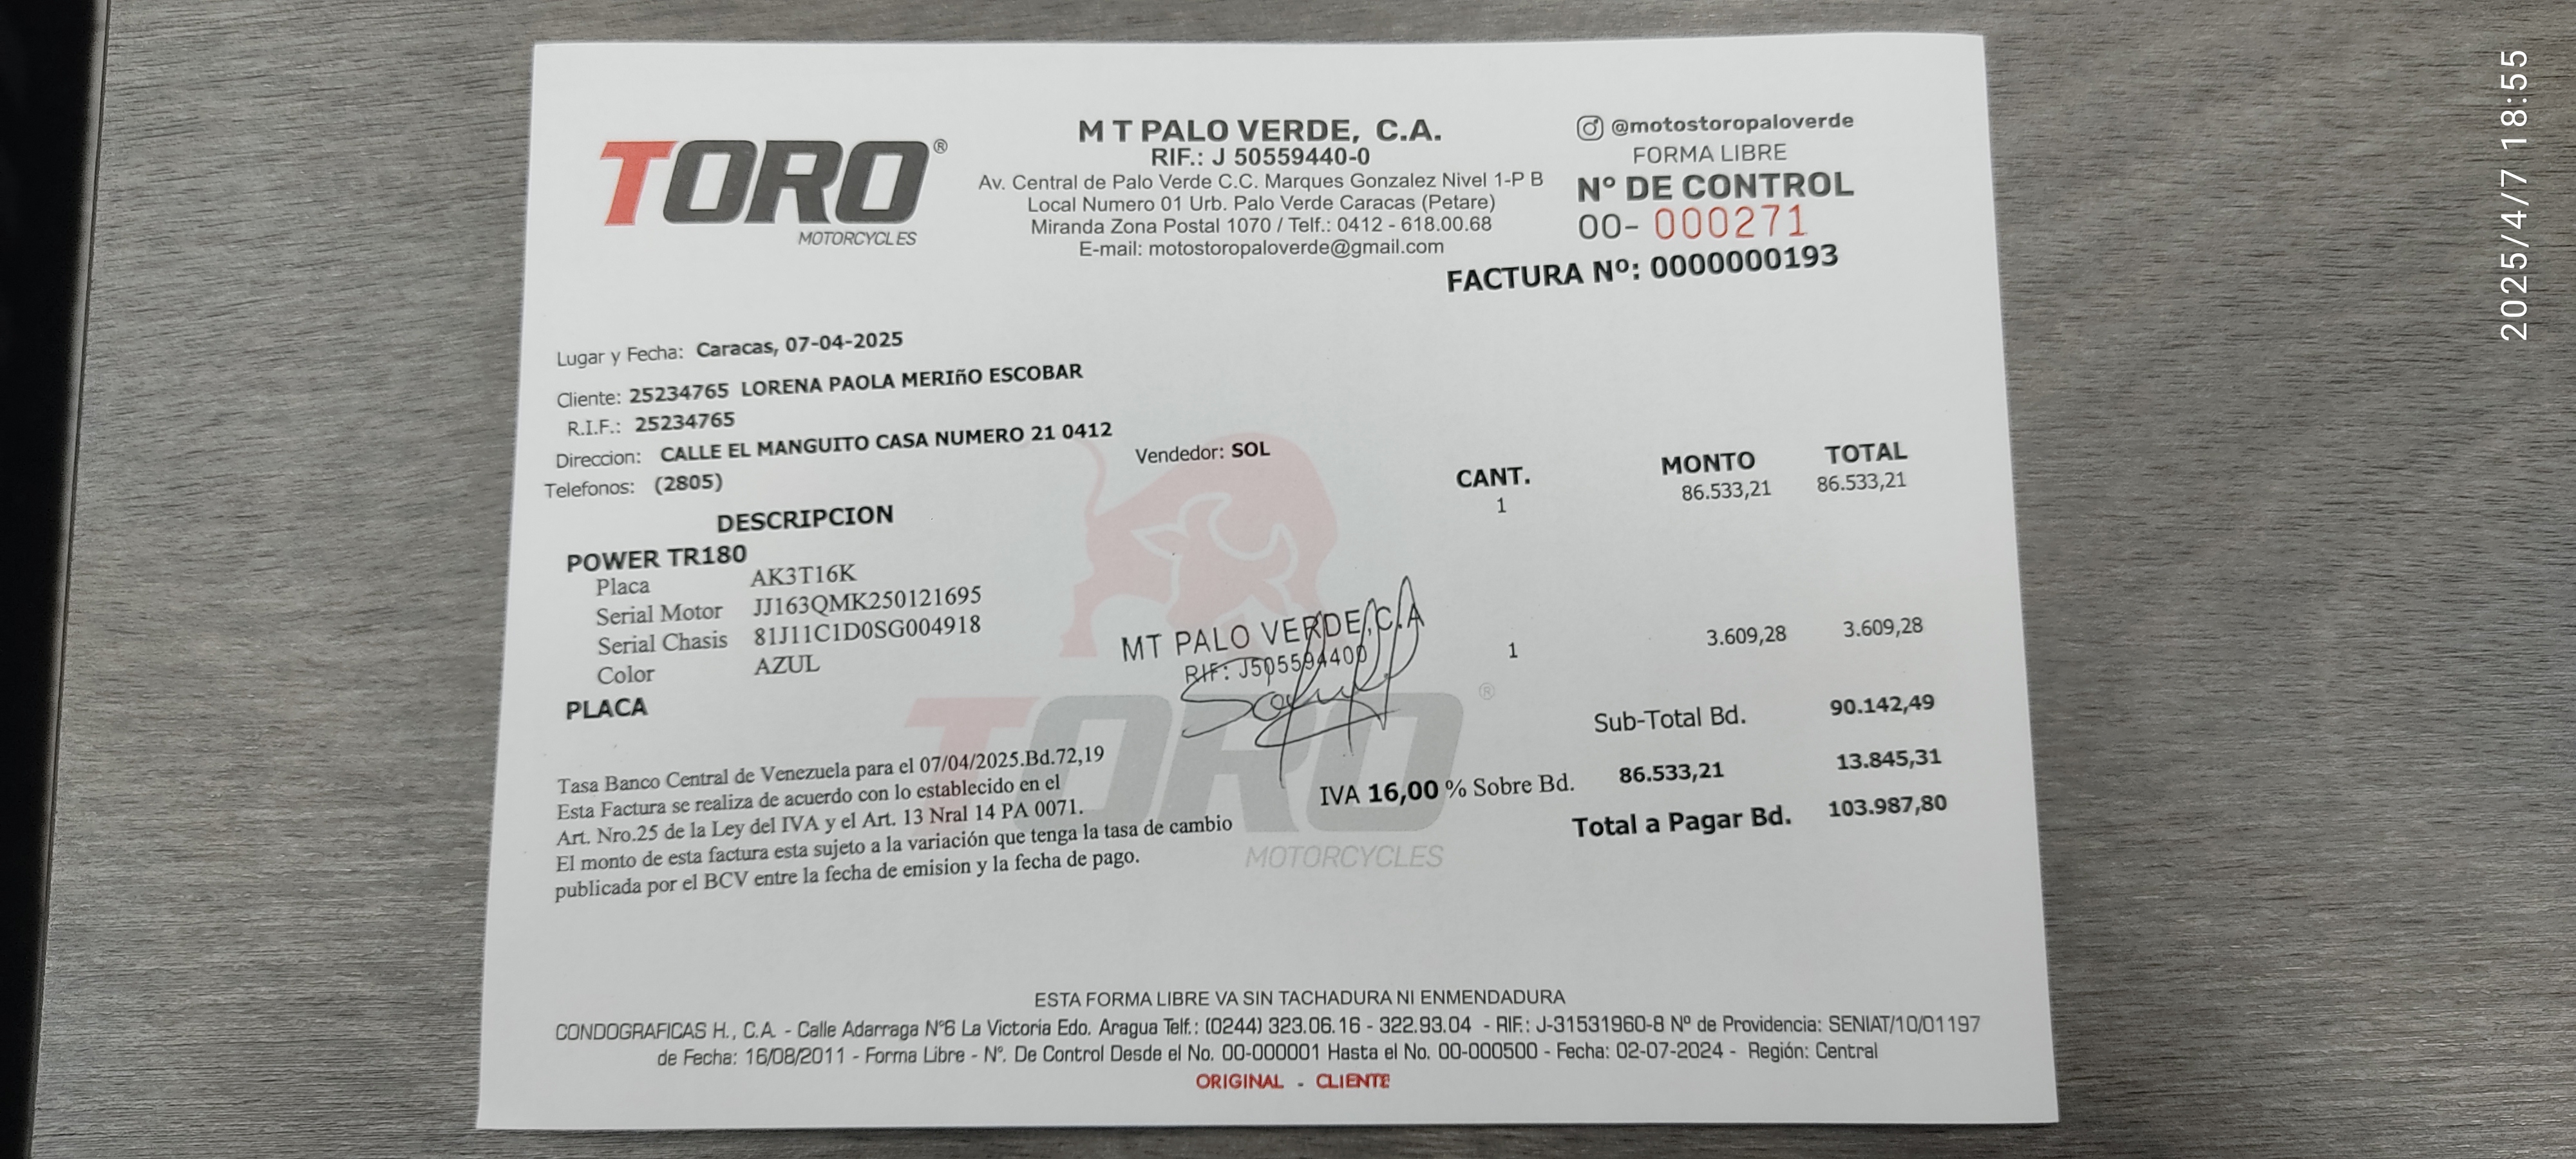 TORO®
MOTORCYCLES
M T PALO VERDE, C.A.
RIF.: J 50559440-0
Av. Central de Palo Verde C.C. Marques Gonzalez Nivel 1-P B
Local Numero 01 Urb. Palo Verde Caracas (Petare)
Miranda Zona Postal 1070 / Telf.: 0412 - 618.00.68
E-mail: motostoropaloverde@gmail.com
@motostoropaloverde
FORMA LIBRE
Nº DE CONTROL
00- 000271
FACTURA Nº: 0000000193
Lugar y Fecha: Caracas, 07-04-2025
Cliente: 25234765 LORENA PAOLA MERIñO ESCOBAR
R.I.F.: 25234765
Direccion: CALLE EL MANGUITO CASA NUMERO 21 0412
Telefonos: (2805)
Vendedor: SOL
DESCRIPCION CANT. MONTO TOTAL
POWER TR180 1 86.533,21 86.533,21
Placa AK3T16K
Serial Motor JJ163QMK250121695
Serial Chasis 81J11C1D0SG004918
Color AZUL
PLACA 1 3.609,28 3.609,28
MT PALO VERDE,C.A
RIF: J505594400
TORO®
MOTORCYCLES
Sub-Total Bd. 90.142,49
IVA 16,00 % Sobre Bd. 86.533,21 13.845,31
Total a Pagar Bd. 103.987,80
Tasa Banco Central de Venezuela para el 07/04/2025.Bd.72,19
Esta Factura se realiza de acuerdo con lo establecido en el
Art. Nro.25 de la Ley del IVA y el Art. 13 Nral 14 PA 0071.
El monto de esta factura esta sujeto a la variación que tenga la tasa de cambio
publicada por el BCV entre la fecha de emision y la fecha de pago.
ESTA FORMA LIBRE VA SIN TACHADURA NI ENMENDADURA
CONDOGRAFICAS H., C.A. - Calle Adarraga N°6 La Victoria Edo. Aragua Telf.: (0244) 323.06.16 - 322.93.04 - RIF.: J-31531960-8 Nº de Providencia: SENIAT/10/01197
de Fecha: 16/08/2011 - Forma Libre - N°. De Control Desde el No. 00-000001 Hasta el No. 00-000500 - Fecha: 02-07-2024 - Región: Central
ORIGINAL - CLIENTE
2025/4/7 18:55